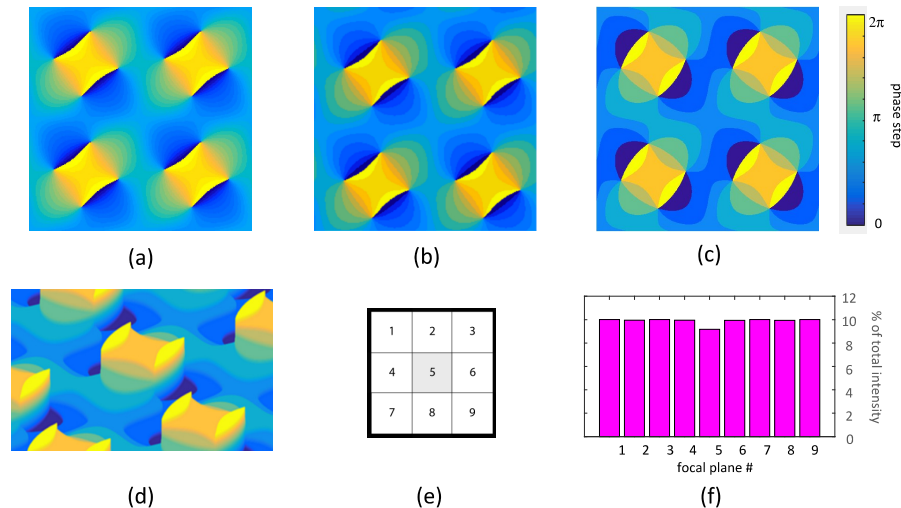 2π
π
0
phase step
(a)
(b)
(c)
1 2 3
4 5 6
7 8 9
12
10
8
6
4
2
0
% of total intensity
1 2 3 4 5 6 7 8 9
focal plane #
(d)
(e)
(f)